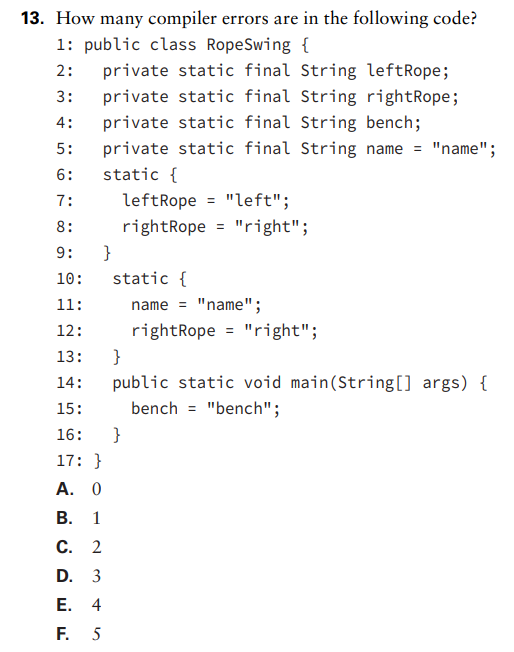 13. How many compiler errors are in the following code?
1: public class RopeSwing {
2: private static final String leftRope;
3: private static final String rightRope;
4: private static final String bench;
5: private static final String name = "name";
6: static {
7: leftRope = "left";
8: rightRope = "right";
9: }
10: static {
11: name = "name";
12: rightRope = "right";
13: }
14: public static void main(String[] args) {
15: bench = "bench";
16: }
17: }
A. 0
B. 1
C. 2
D. 3
E. 4
F. 5